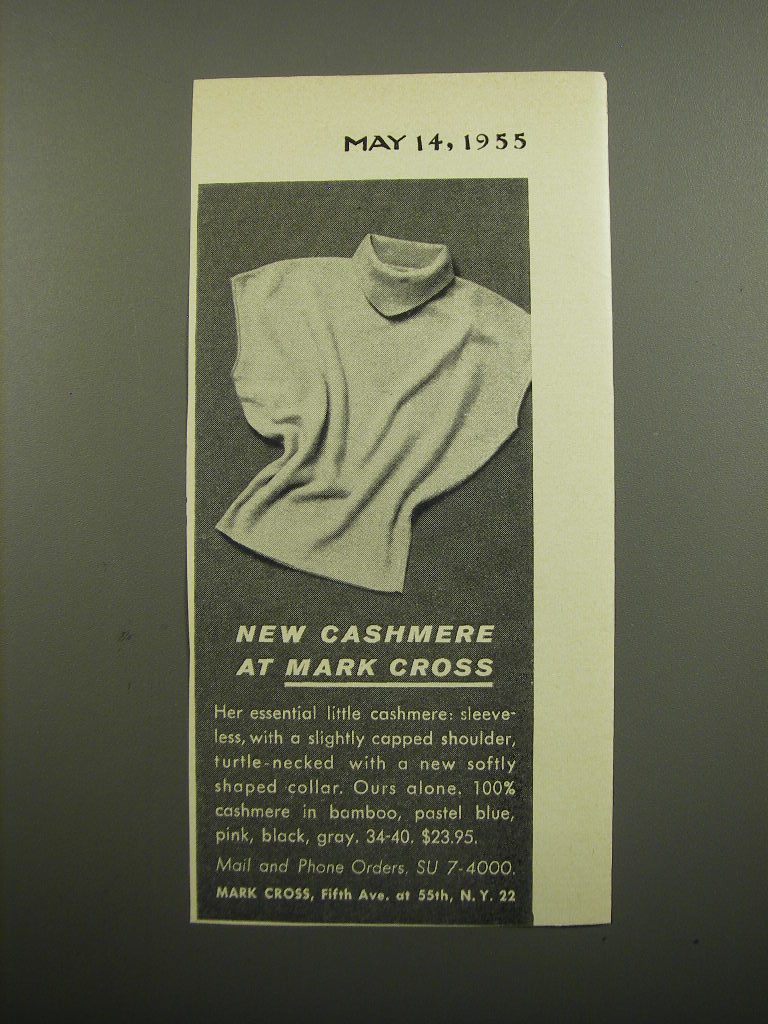 MAY 14, 1955
NEW CASHMERE
AT MARK CROSS
Her essential little cashmere: sleeve-
less, with a slightly capped shoulder,
turtle-necked with a new softly
shaped collar. Ours alone. 100%
cashmere in bamboo, pastel blue,
pink, black, gray. 34-40. $23.95.
Mail and Phone Orders. SU 7-4000.
MARK CROSS, Fifth Ave. at 55th, N. Y. 22